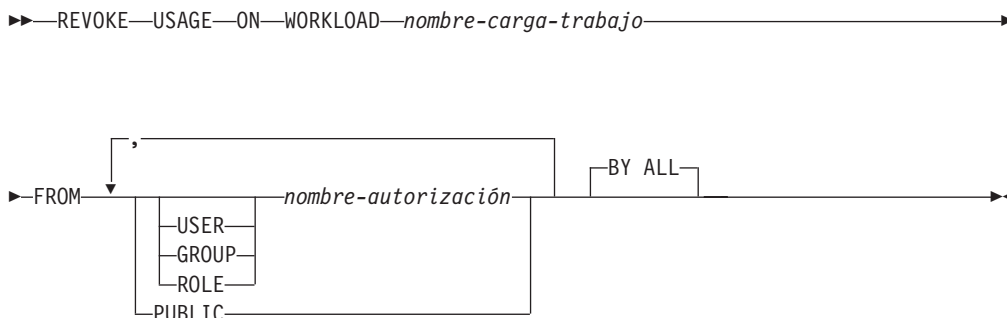 REVOKE USAGE ON WORKLOAD nombre-carga-trabajo
,
BY ALL
FROM nombre-autorización
USER
GROUP
ROLE
PUBLIC